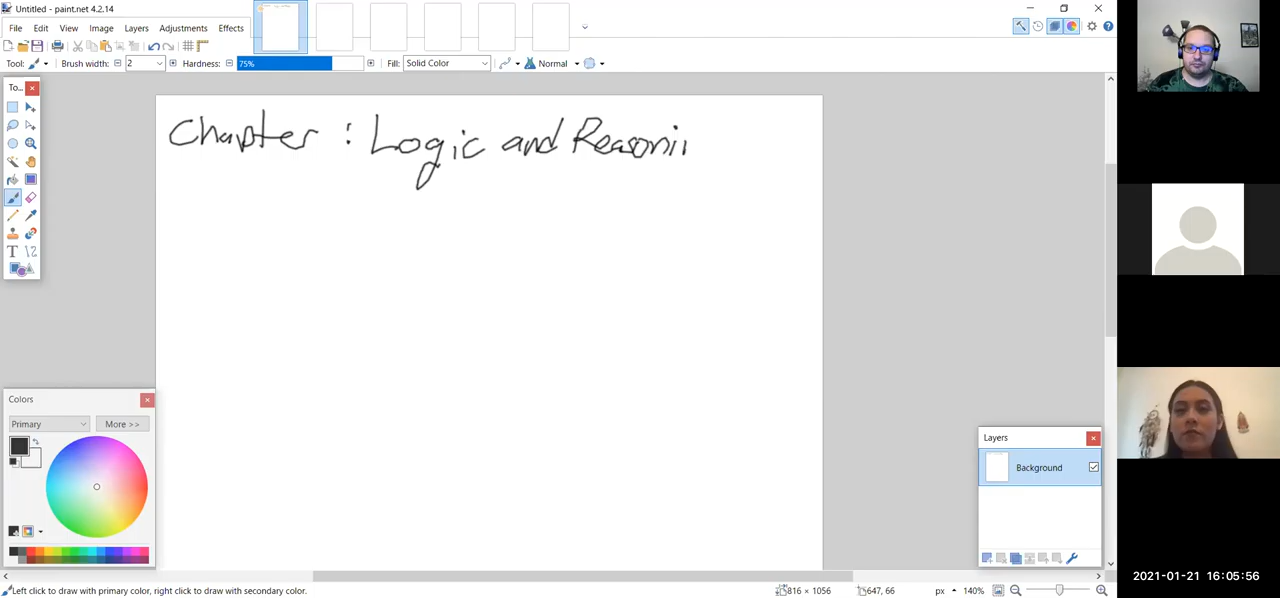 Untitled - paint.net 4.2.14
File Edit View Image Layers Adjustments Effects
Tool: Brush width: 2 Hardness: 75% Fill: Solid Color Normal
To...
Chapter : Logic and Reasonii
Colors
Primary More >>
Layers
Background
2021-01-21 16:05:56
Left click to draw with primary color, right click to draw with secondary color. 816 × 1056 647, 66 px 140%